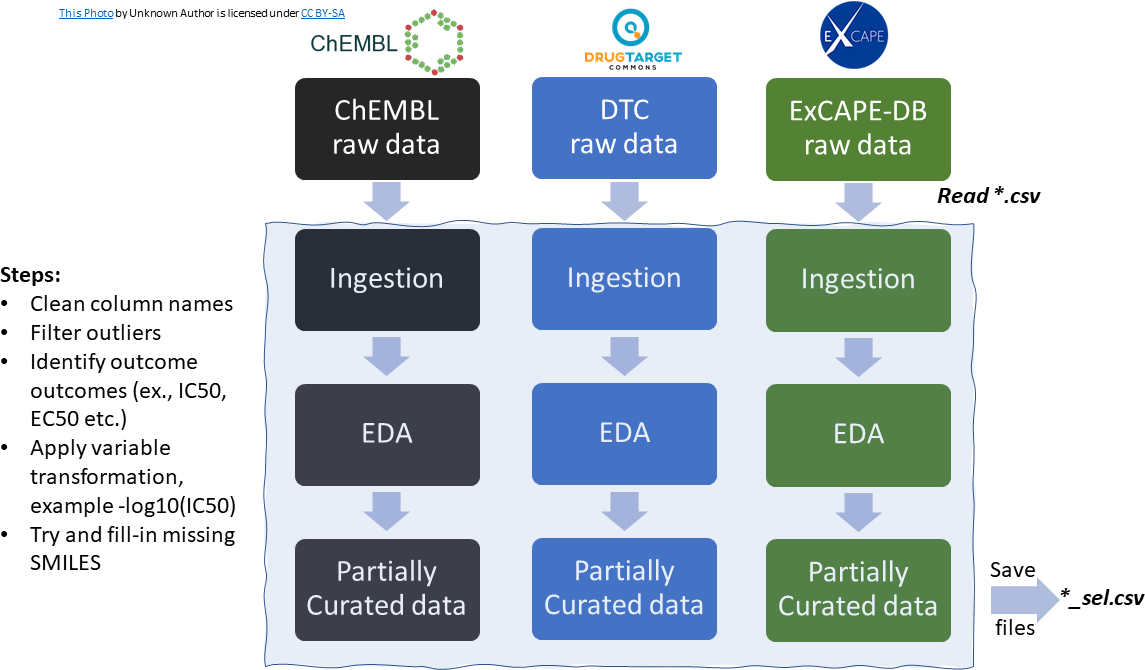 This Photo by Unknown Author is licensed under CC BY-SA
ChEMBL
DRUGTARGET
COMMONS
EXCAPE
ChEMBL
raw data
DTC
raw data
ExCAPE-DB
raw data
Read *.csv
Ingestion
Ingestion
Ingestion
Steps:
• Clean column names
• Filter outliers
• Identify outcome
outcomes (ex., IC50,
EC50 etc.)
• Apply variable
transformation,
example -log10(IC50)
• Try and fill-in missing
SMILES
EDA
EDA
EDA
Partially
Curated data
Partially
Curated data
Partially
Curated data
Save
files
*_sel.csv